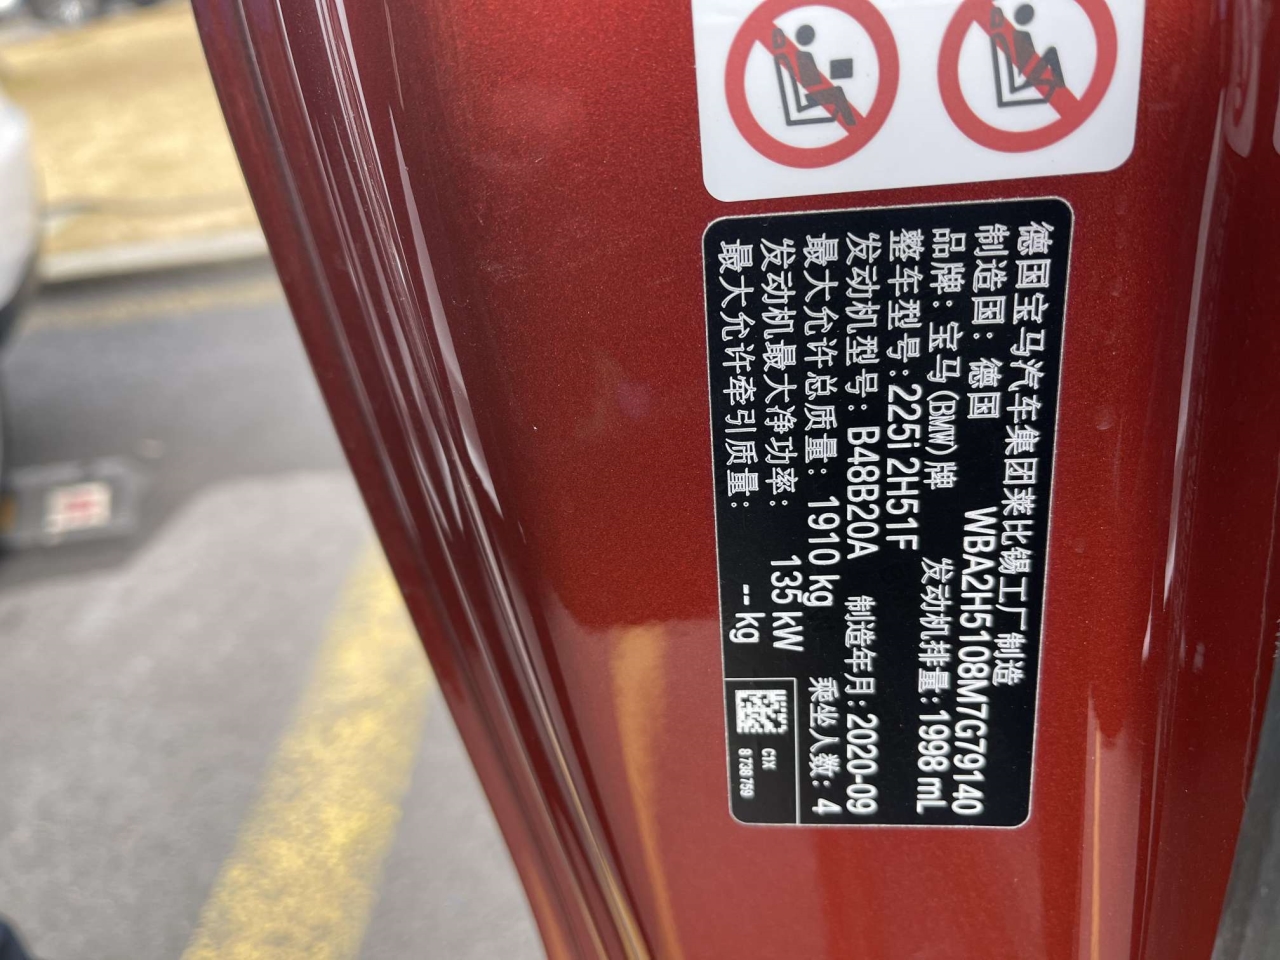 德国宝马汽车集团莱比锡工厂制造
制造国：德国 WBA2H5108M7G79140
品牌：宝马(BMW)牌 发动机排量：1998 mL
整车型号：225i 2H51F
发动机型号：B48B20A 制造年月：2020-09
最大允许总质量：1910 kg 乘坐人数：4
发动机最大净功率：135 kW
最大允许牵引质量：-- kg
C1X
8 738 759